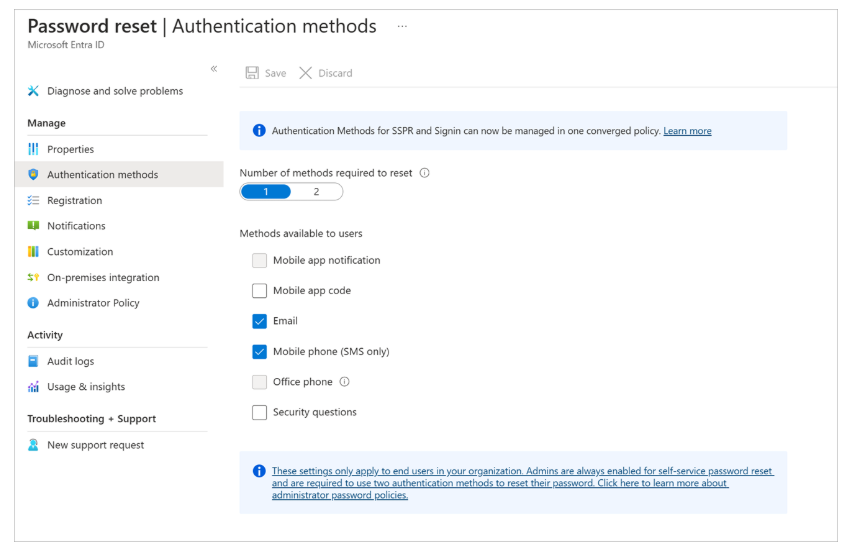 Password reset | Authentication methods ...
Microsoft Entra ID
«
Diagnose and solve problems
Manage
Properties
Authentication methods
Registration
Notifications
Customization
On-premises integration
Administrator Policy
Activity
Audit logs
Usage & insights
Troubleshooting + Support
New support request
Save Discard
Authentication Methods for SSPR and Signin can now be managed in one converged policy. Learn more
Number of methods required to reset
1 2
Methods available to users
Mobile app notification
Mobile app code
Email
Mobile phone (SMS only)
Office phone
Security questions
These settings only apply to end users in your organization. Admins are always enabled for self-service password reset
and are required to use two authentication methods to reset their password. Click here to learn more about
administrator password policies.